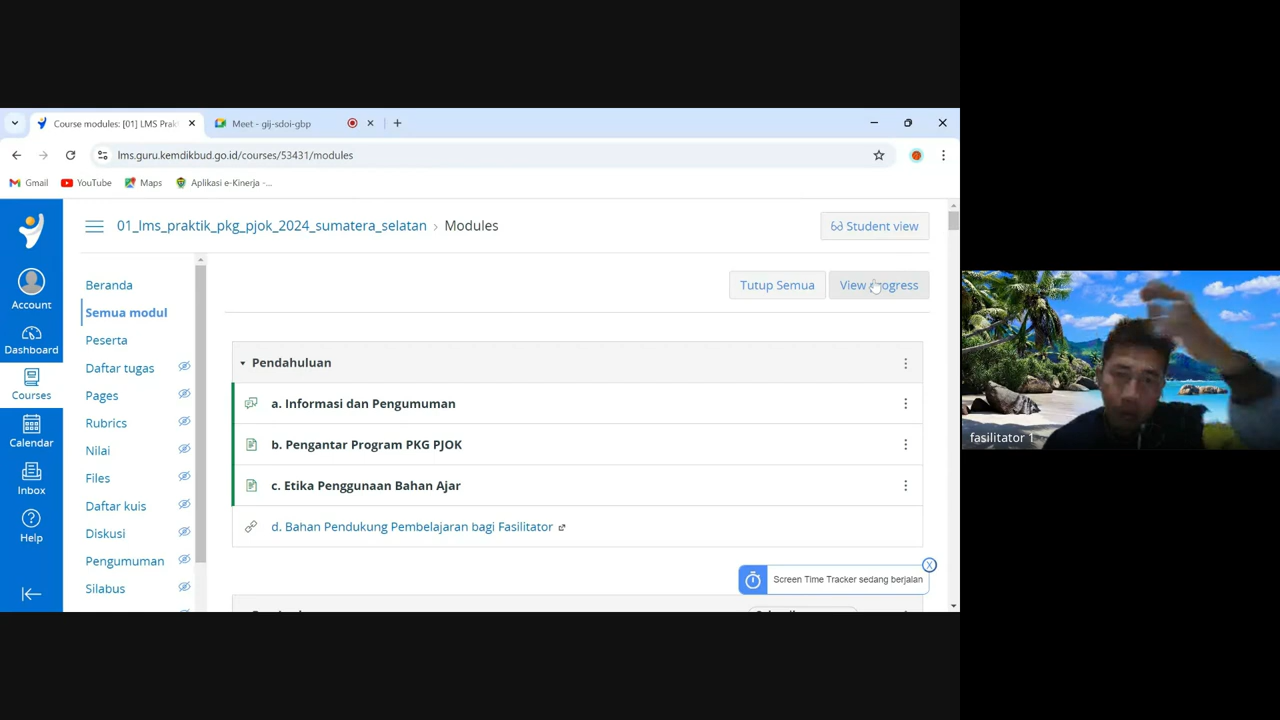 Course modules: [01] LMS Prak
Meet - gij-sdoi-gbp
lms.guru.kemdikbud.go.id/courses/53431/modules
Gmail
YouTube
Maps
Aplikasi e-Kinerja -...
01_lms_praktik_pkg_pjok_2024_sumatera_selatan › Modules
Student view
Account
Dashboard
Courses
Calendar
Inbox
Help
Beranda
Semua modul
Peserta
Daftar tugas
Pages
Rubrics
Nilai
Files
Daftar kuis
Diskusi
Pengumuman
Silabus
Tutup Semua
View Progress
Pendahuluan
a. Informasi dan Pengumuman
b. Pengantar Program PKG PJOK
c. Etika Penggunaan Bahan Ajar
d. Bahan Pendukung Pembelajaran bagi Fasilitator
X
Screen Time Tracker sedang berjalan
fasilitator 1